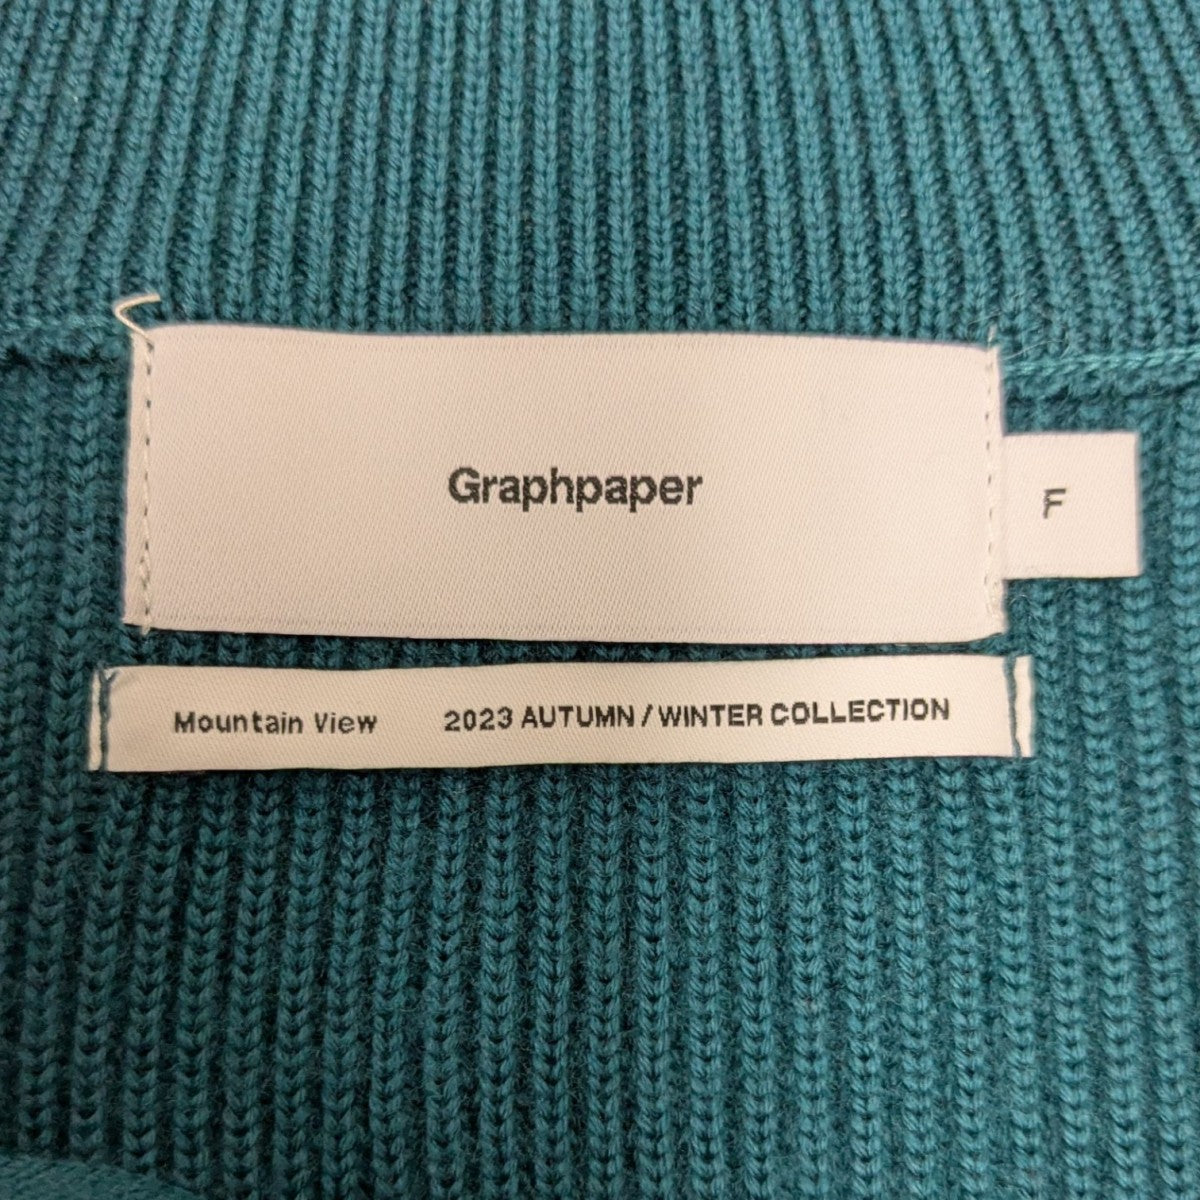 Graphpaper
F
Mountain View 2023 AUTUMN / WINTER COLLECTION